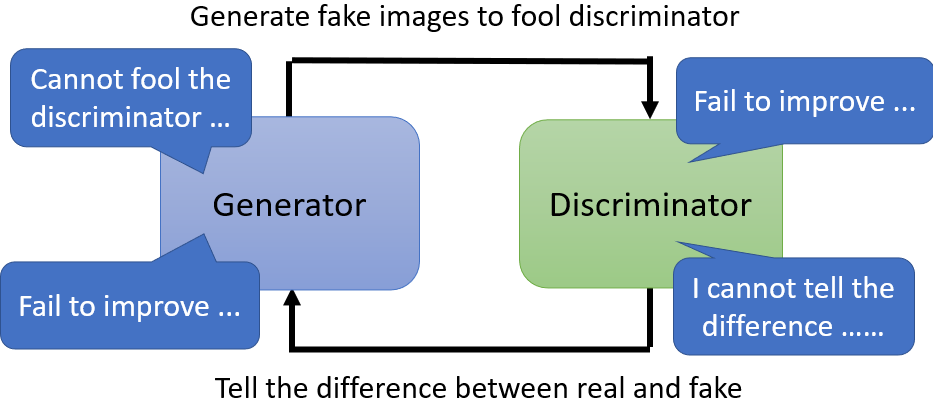 Generate fake images to fool discriminator
Cannot fool the
discriminator …
Fail to improve ...
Generator
Discriminator
Fail to improve ...
I cannot tell the
difference ……
Tell the difference between real and fake